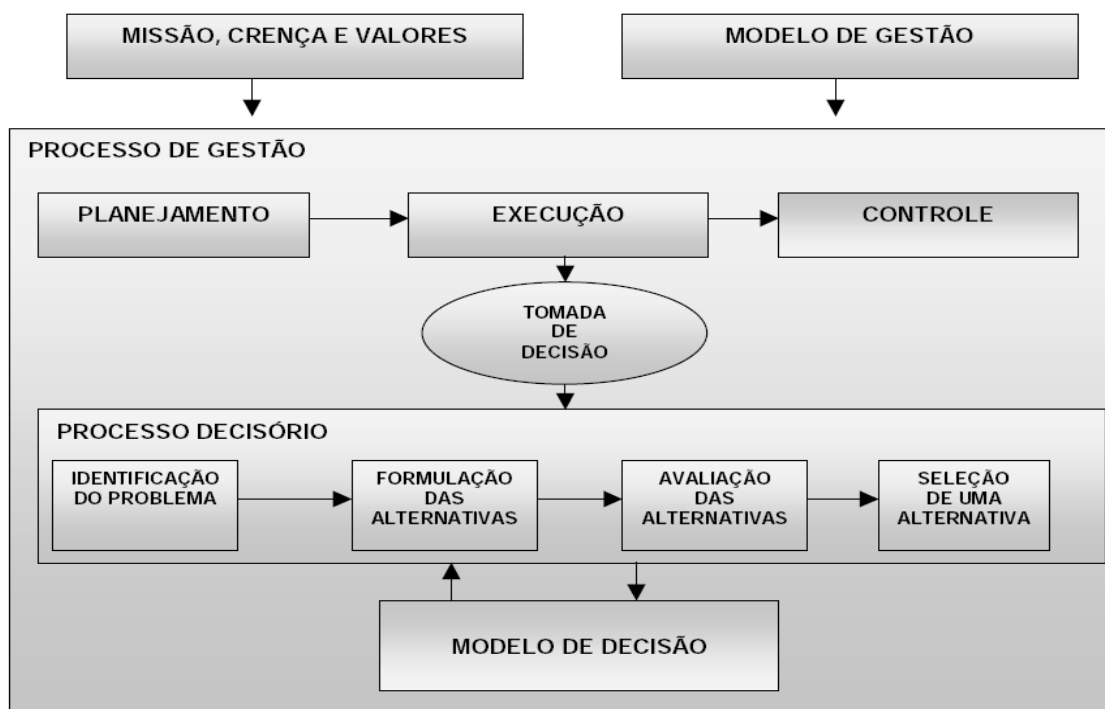 MISSÃO, CRENÇA E VALORES
MODELO DE GESTÃO
PROCESSO DE GESTÃO
PLANEJAMENTO
EXECUÇÃO
CONTROLE
TOMADA
DE
DECISÃO
PROCESSO DECISÓRIO
IDENTIFICAÇÃO
DO PROBLEMA
FORMULAÇÃO
DAS
ALTERNATIVAS
AVALIAÇÃO
DAS
ALTERNATIVAS
SELEÇÃO
DE UMA
ALTERNATIVA
MODELO DE DECISÃO